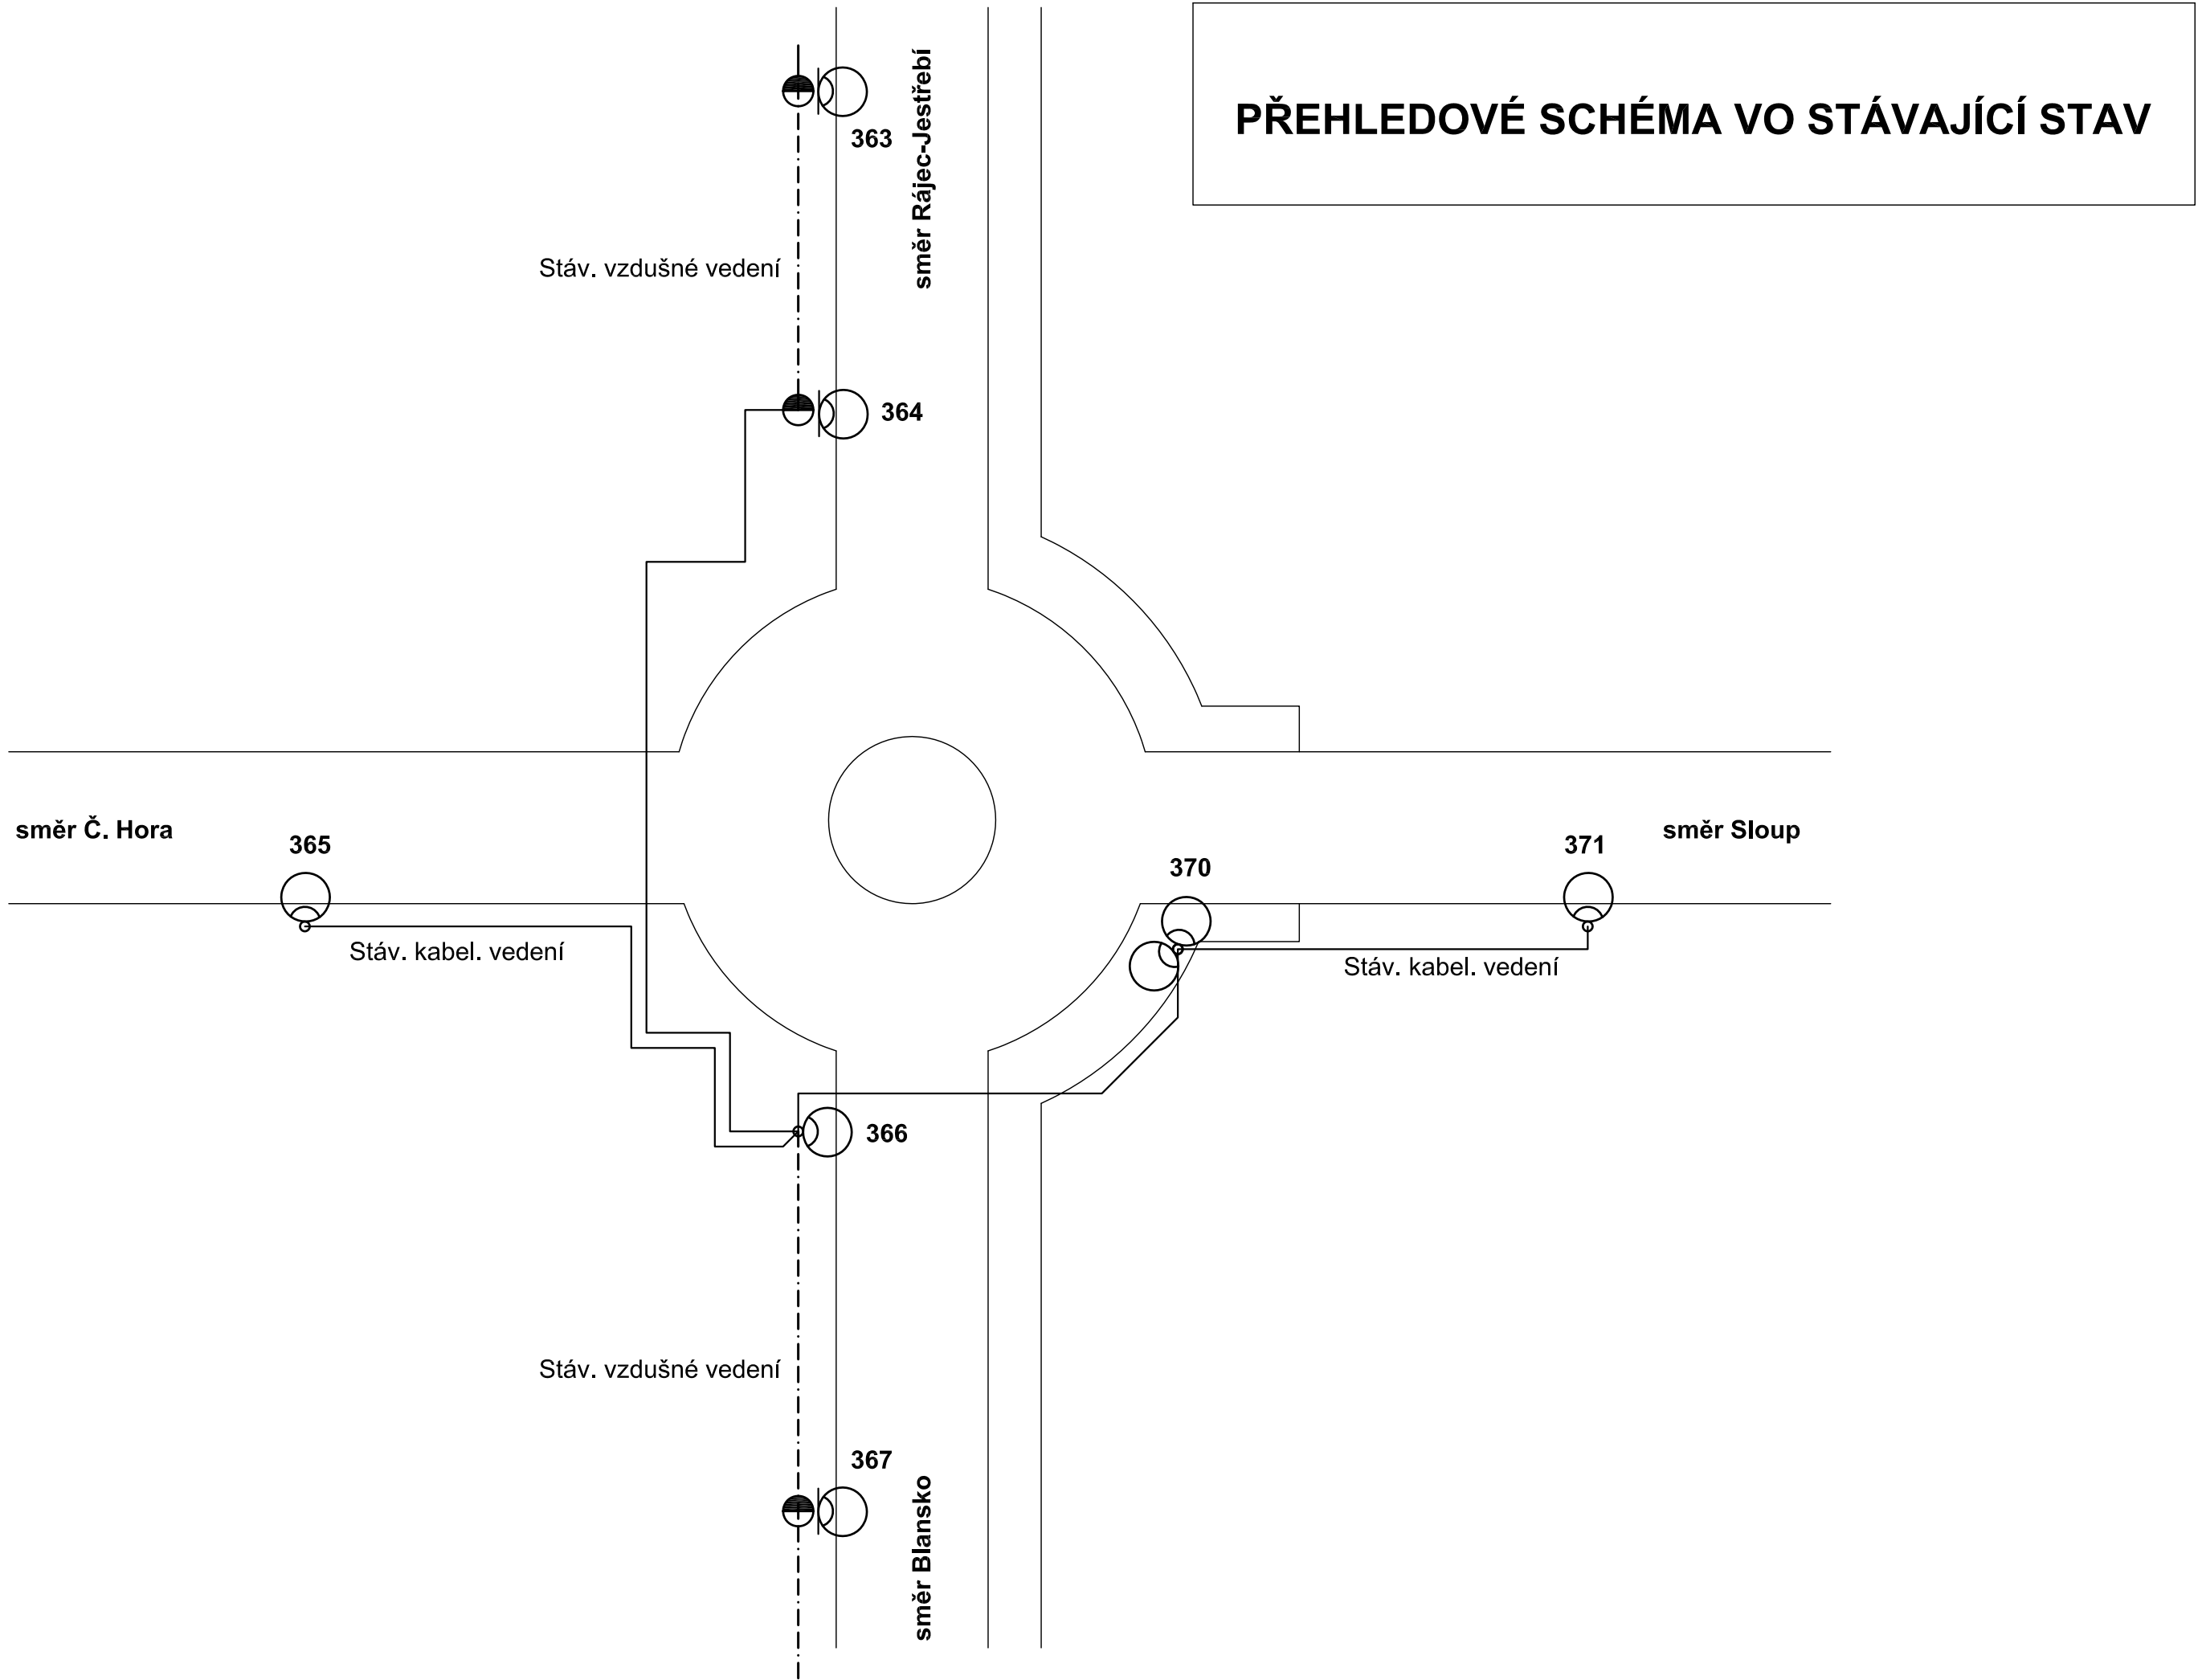 PŘEHLEDOVÉ SCHÉMA VO STÁVAJÍCÍ STAV
směr Rájec-Jestřebí
363
Stáv. vzdušné vedení
364
směr Č. Hora
365
směr Sloup
371
370
Stáv. kabel. vedení
Stáv. kabel. vedení
366
Stáv. vzdušné vedení
367
směr Blansko